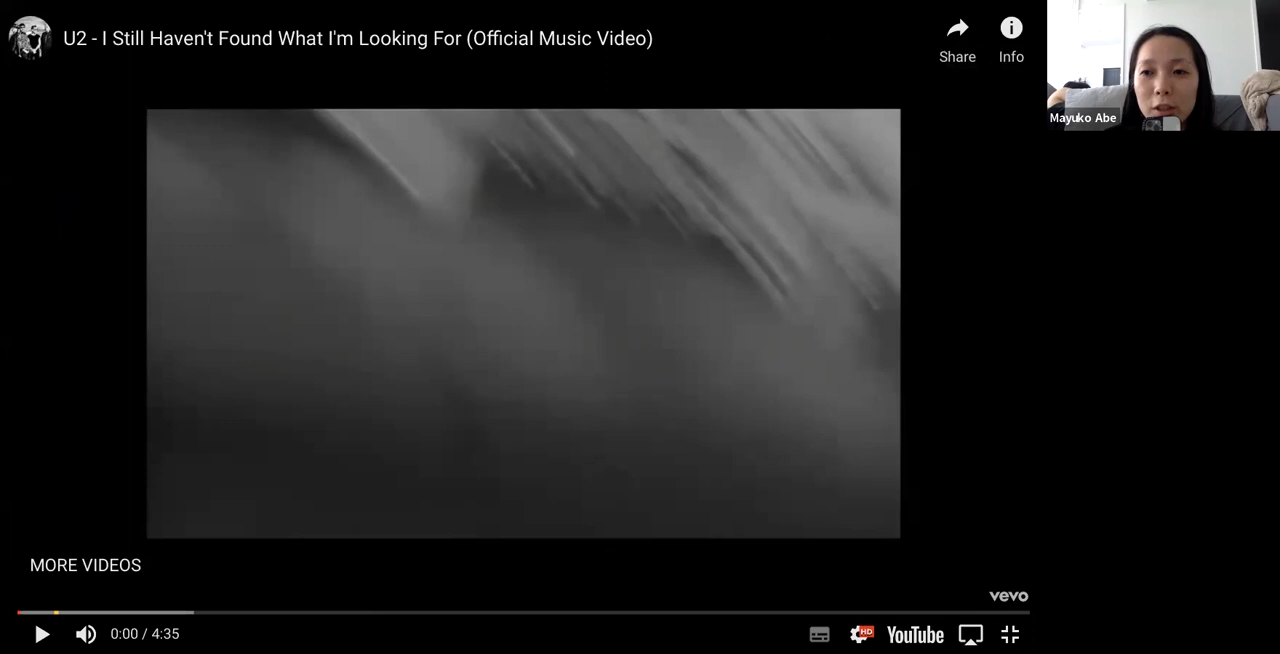 U2 - I Still Haven't Found What I'm Looking For (Official Music Video)
Share
Info
Mayuko Abe
MORE VIDEOS
vevo
0:00 / 4:35
HD
YouTube